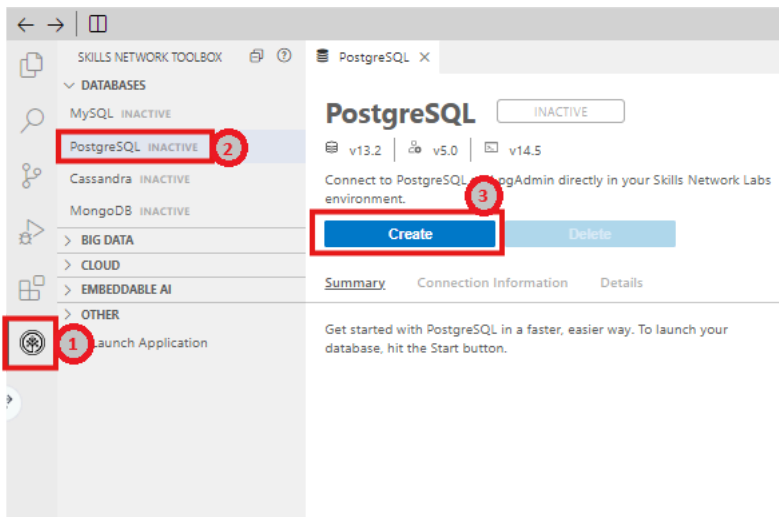 SKILLS NETWORK TOOLBOX
DATABASES
MySQL INACTIVE
PostgreSQL INACTIVE
2
Cassandra INACTIVE
MongoDB INACTIVE
BIG DATA
CLOUD
EMBEDDABLE AI
OTHER
1
Launch Application
PostgreSQL
PostgreSQL INACTIVE
v13.2 v5.0 v14.5
Connect to PostgreSQL pgAdmin directly in your Skills Network Labs
environment.
3
Create Delete
Summary Connection Information Details
Get started with PostgreSQL in a faster, easier way. To launch your
database, hit the Start button.